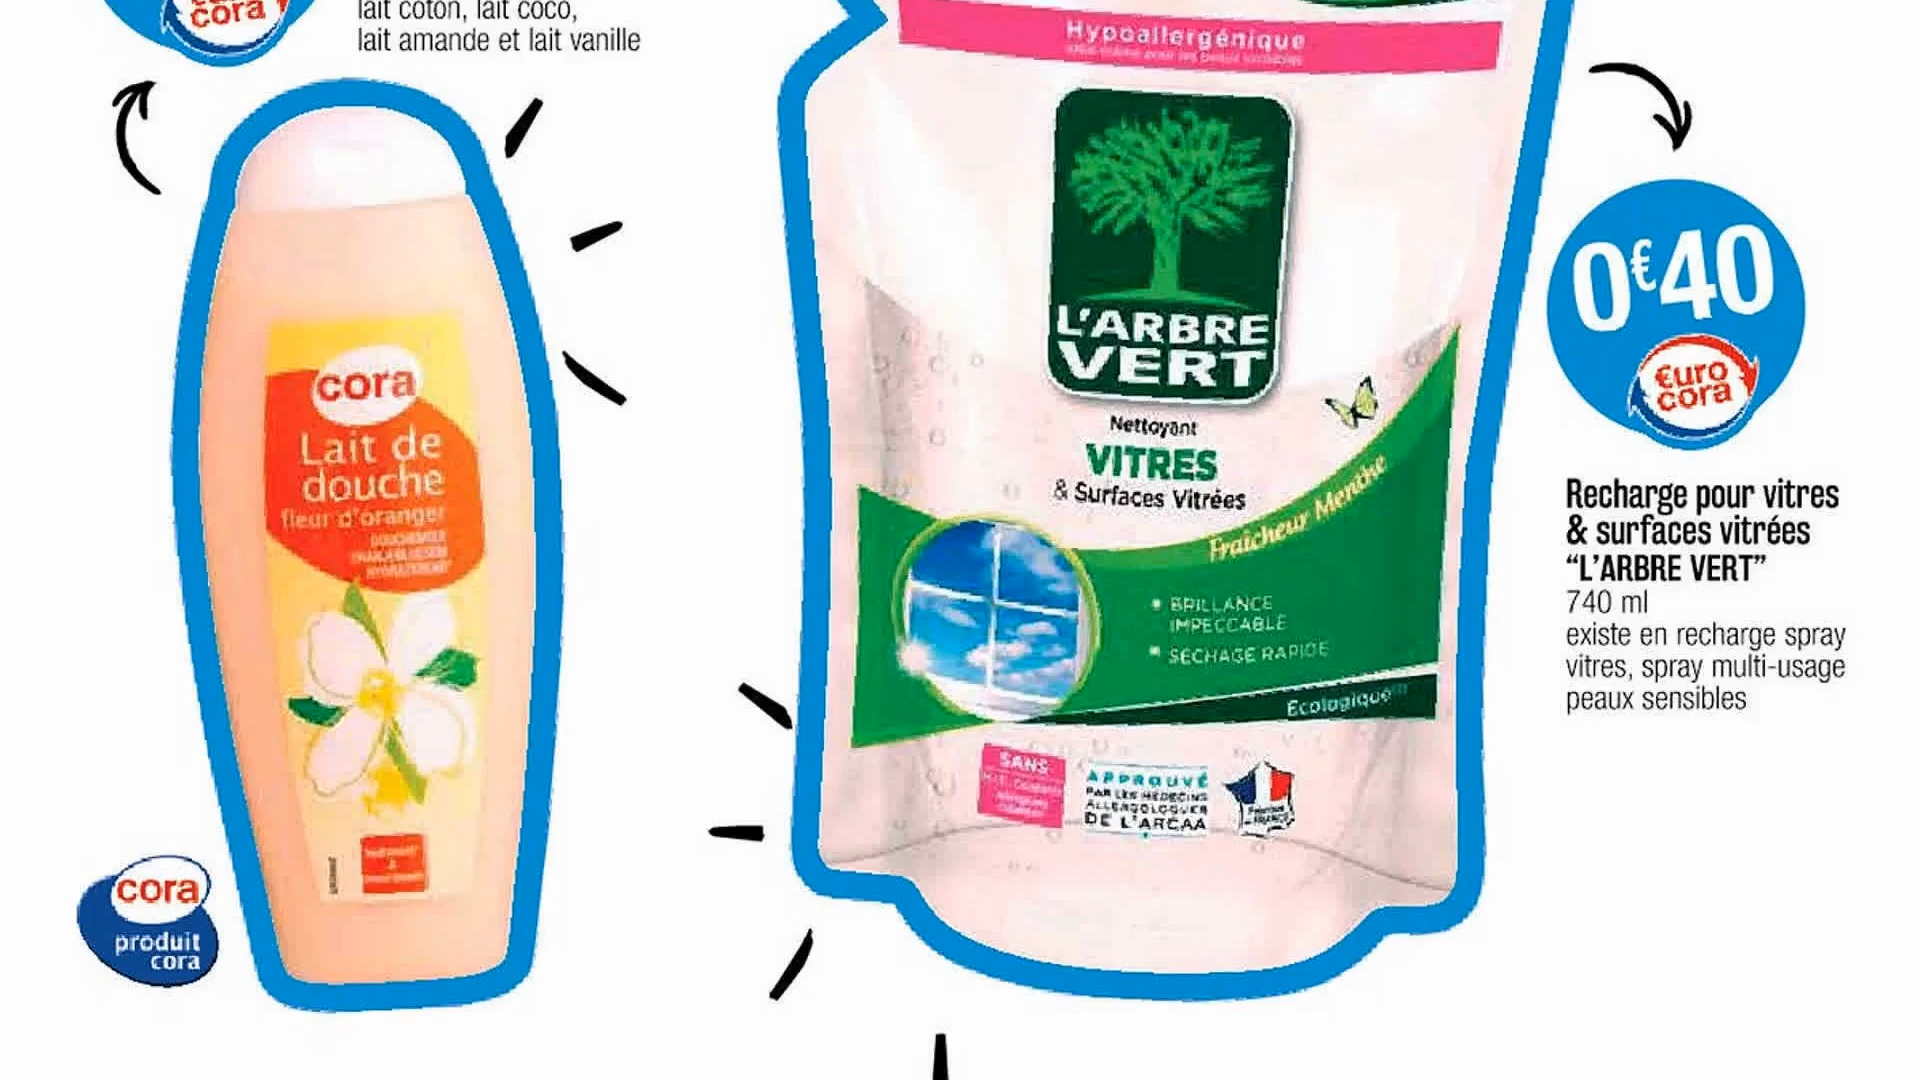 cora
lait coton, lait coco,
lait amande et lait vanille
cora
Lait de
douche
fleur d'oranger
cora
produit
cora
Hypoallergénique
L'ARBRE
VERT
Nettoyant
VITRES
& Surfaces Vitrées
Fraîcheur Menthe
BRILLANCE
IMPECCABLE
SECHAGE RAPIDE
Ecologique
SANS
APPROUVÉ
PAR LES MÉDECINS
ALLERGOLOGUES
DE L'ARCAA
0€40
€uro
cora
Recharge pour vitres
& surfaces vitrées
“L'ARBRE VERT”
740 ml
existe en recharge spray
vitres, spray multi-usage
peaux sensibles